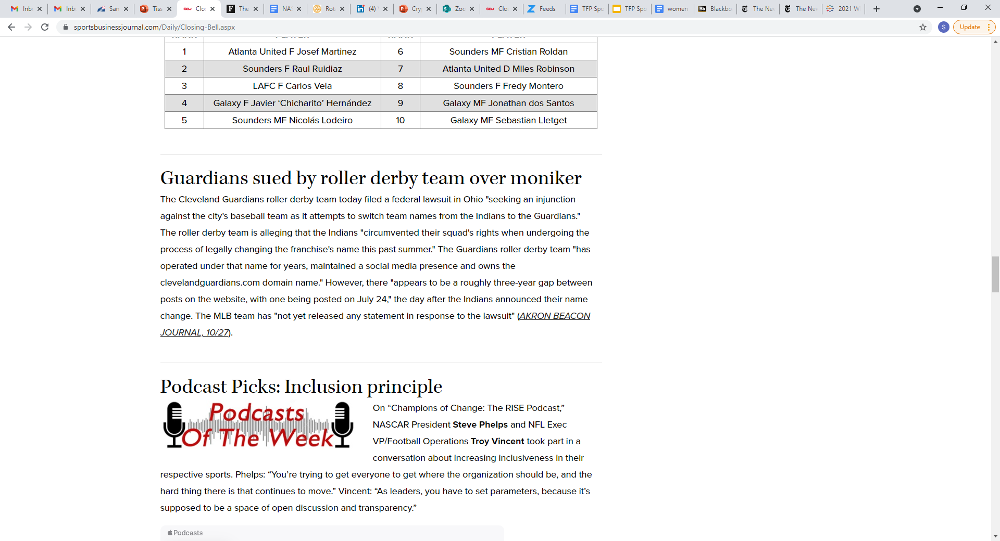 Inb
Inb
San
Tiss
Clo
The
NAS
Rot
(4)
Cry
Zoc
Clo
Feeds
TFP Spo
TFP Spo
women
Blackbo
The Nev
The Nev
2021 W
sportsbusinessjournal.com/Daily/Closing-Bell.aspx
S
Update
1 Atlanta United F Josef Martinez 6 Sounders MF Cristian Roldan
2 Sounders F Raul Ruidiaz 7 Atlanta United D Miles Robinson
3 LAFC F Carlos Vela 8 Sounders F Fredy Montero
4 Galaxy F Javier ‘Chicharito’ Hernández 9 Galaxy MF Jonathan dos Santos
5 Sounders MF Nicolás Lodeiro 10 Galaxy MF Sebastian Lletget
Guardians sued by roller derby team over moniker
The Cleveland Guardians roller derby team today filed a federal lawsuit in Ohio "seeking an injunction
against the city's baseball team as it attempts to switch team names from the Indians to the Guardians."
The roller derby team is alleging that the Indians "circumvented their squad's rights when undergoing the
process of legally changing the franchise's name this past summer." The Guardians roller derby team "has
operated under that name for years, maintained a social media presence and owns the
clevelandguardians.com domain name." However, there "appears to be a roughly three-year gap between
posts on the website, with one being posted on July 24," the day after the Indians announced their name
change. The MLB team has "not yet released any statement in response to the lawsuit" (AKRON BEACON
JOURNAL, 10/27).
Podcast Picks: Inclusion principle
Podcasts
Of The Week
On “Champions of Change: The RISE Podcast,”
NASCAR President Steve Phelps and NFL Exec
VP/Football Operations Troy Vincent took part in a
conversation about increasing inclusiveness in their
respective sports. Phelps: “You’re trying to get everyone to get where the organization should be, and the
hard thing there is that continues to move.” Vincent: “As leaders, you have to set parameters, because it’s
supposed to be a space of open discussion and transparency.”
Podcasts